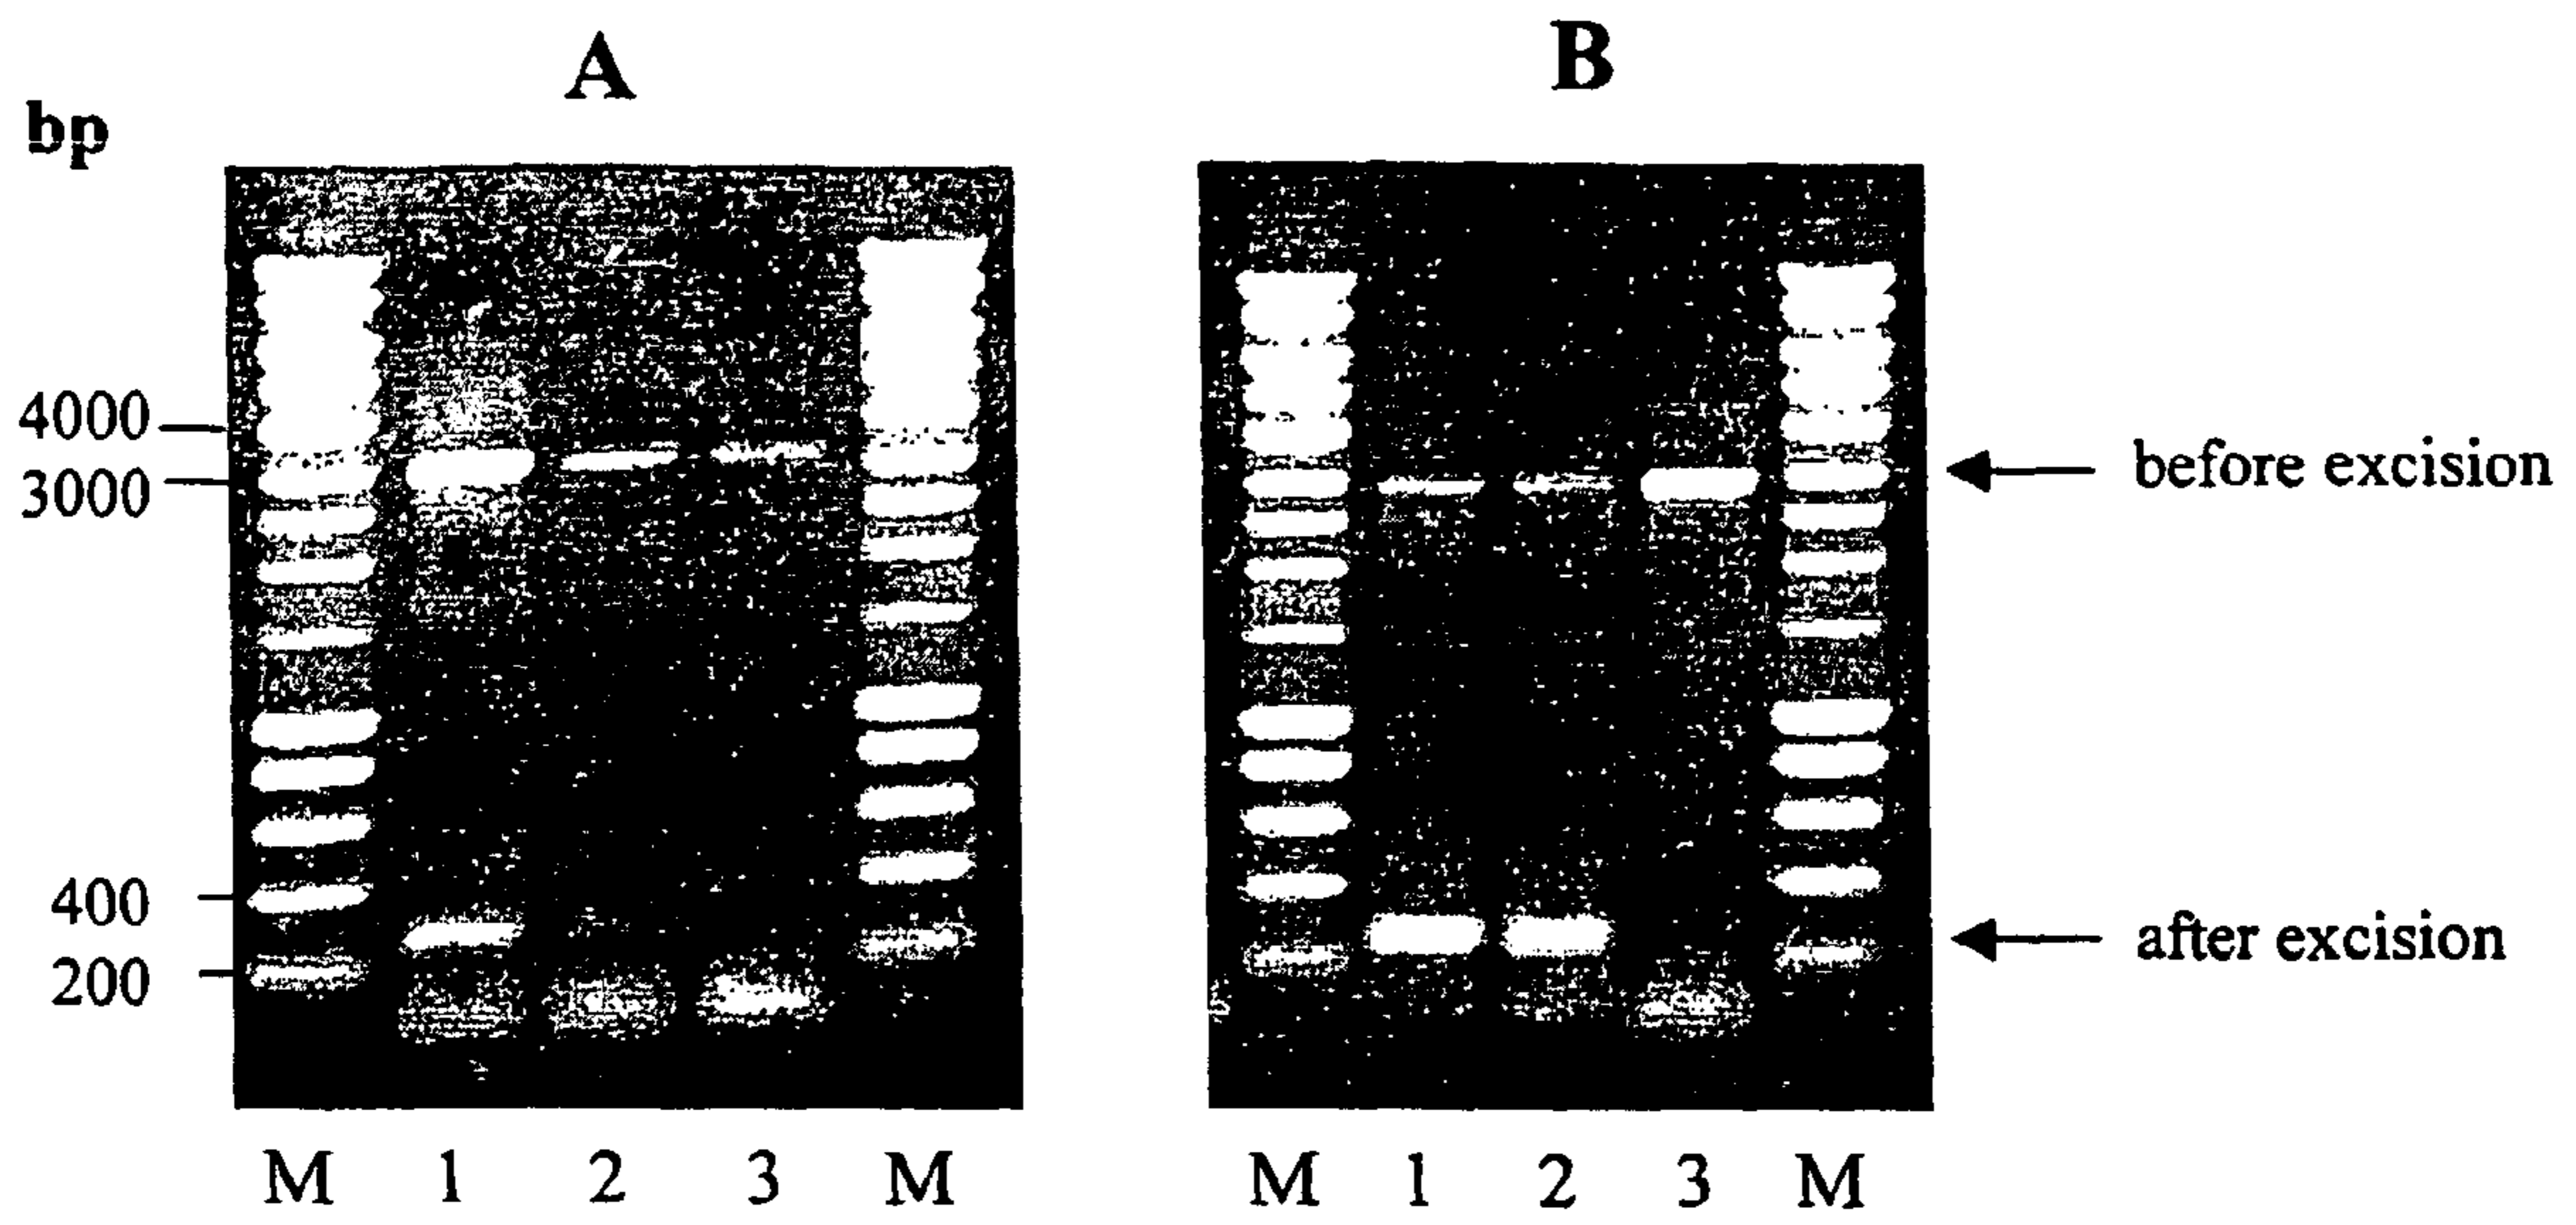 A B
bp
4000
3000
before excision
400
after excision
200
M 1 2 3 M M 1 2 3 M